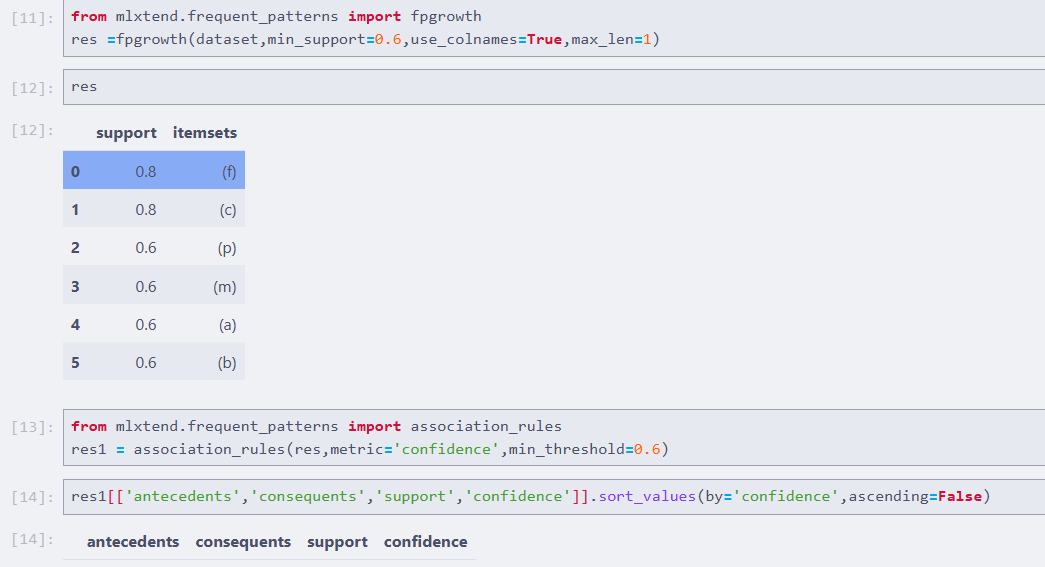 [11]: from mlxtend.frequent_patterns import fpgrowth
res =fpgrowth(dataset,min_support=0.6,use_colnames=True,max_len=1)
[12]: res
[12]:
support itemsets
0 0.8 (f)
1 0.8 (c)
2 0.6 (p)
3 0.6 (m)
4 0.6 (a)
5 0.6 (b)
[13]: from mlxtend.frequent_patterns import association_rules
res1 = association_rules(res,metric='confidence',min_threshold=0.6)
[14]: res1[['antecedents','consequents','support','confidence']].sort_values(by='confidence',ascending=False)
[14]: antecedents consequents support confidence